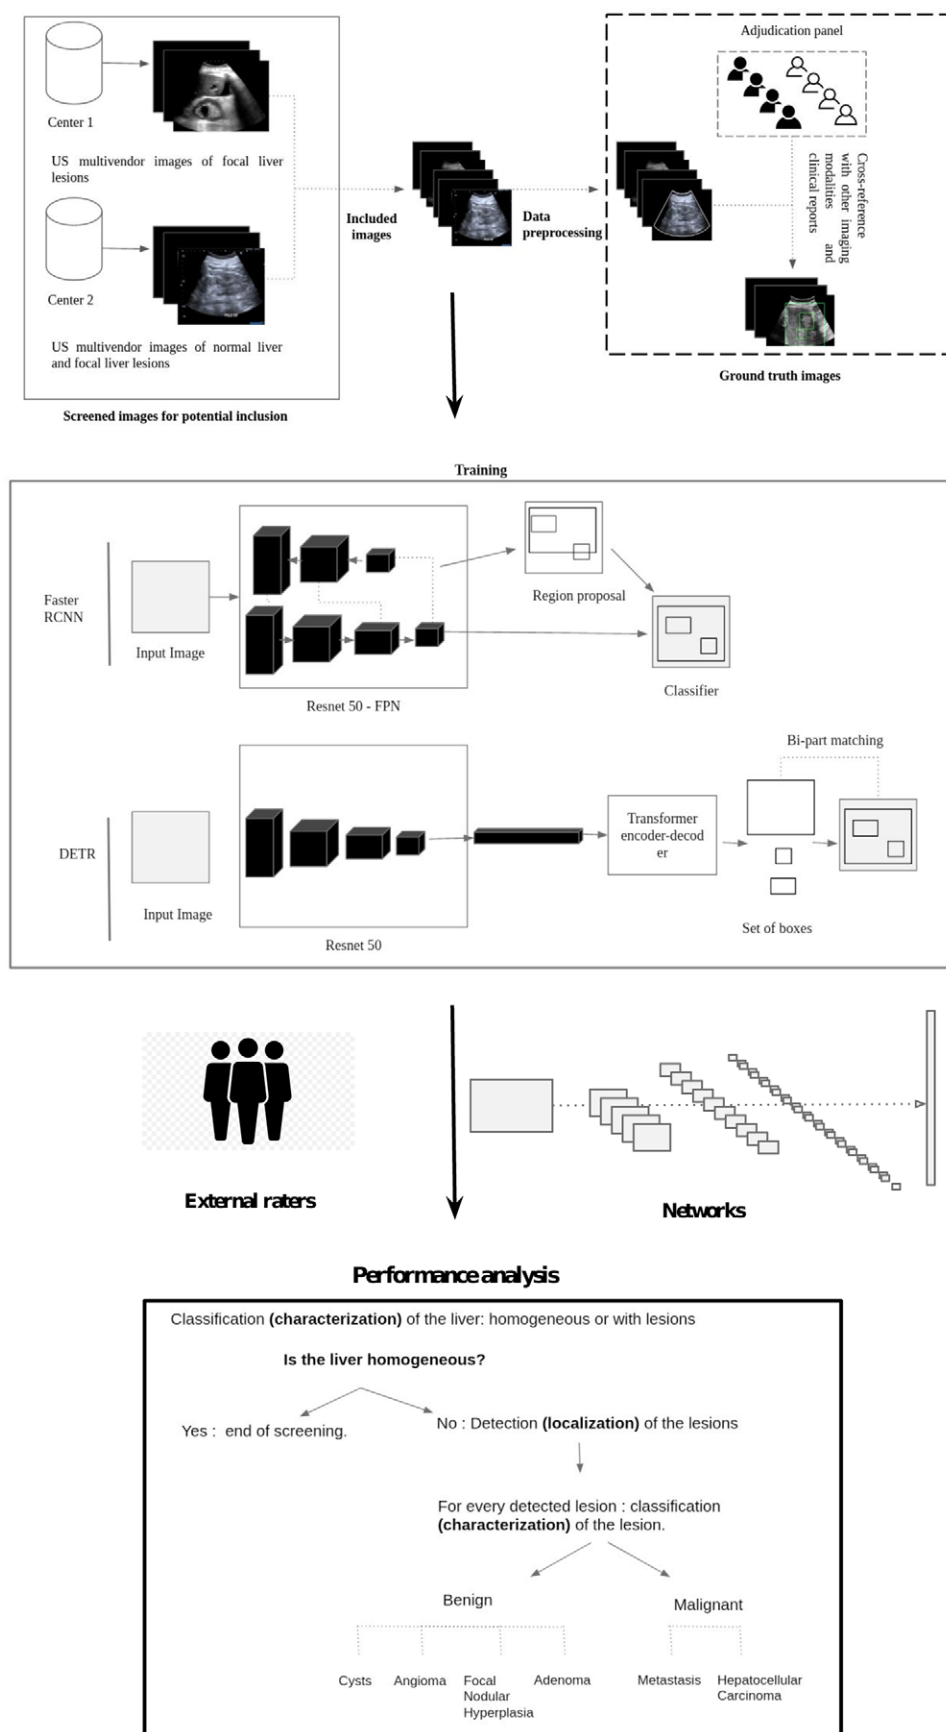 Center 1
US multivendor images of focal liver
lesions
Center 2
US multivendor images of normal liver
and focal liver lesions
Screened images for potential inclusion
Included
images
Data
preprocessing
Adjudication panel
Cross-reference
with other imaging
modalities and
clinical reports
Ground truth images
Training
Faster
RCNN
Input Image
Resnet 50 - FPN
Region proposal
Classifier
DETR
Input Image
Resnet 50
Transformer
encoder-decod
er
Bi-part matching
Set of boxes
External raters
Networks
Performance analysis
Classification (characterization) of the liver: homogeneous or with lesions
Is the liver homogeneous?
Yes : end of screening.
No : Detection (localization) of the lesions
For every detected lesion : classification
(characterization) of the lesion.
Benign
Malignant
Cysts
Angioma
Focal
Nodular
Hyperplasia
Adenoma
Metastasis
Hepatocellular
Carcinoma